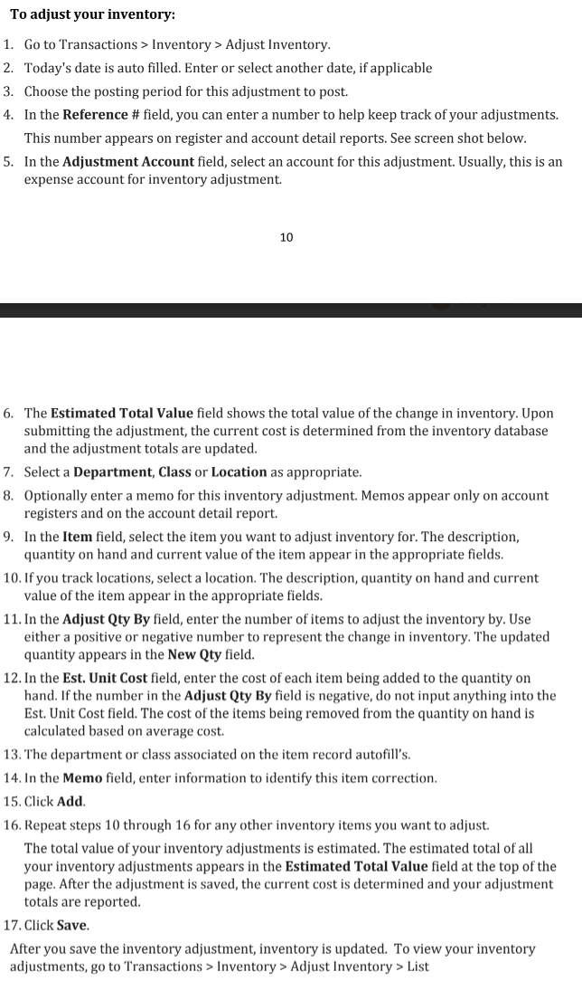 To adjust your inventory:
1. Go to Transactions > Inventory > Adjust Inventory.
2. Today's date is auto filled. Enter or select another date, if applicable
3. Choose the posting period for this adjustment to post.
4. In the Reference # field, you can enter a number to help keep track of your adjustments.
This number appears on register and account detail reports. See screen shot below.
5. In the Adjustment Account field, select an account for this adjustment. Usually, this is an
expense account for inventory adjustment.
10
6. The Estimated Total Value field shows the total value of the change in inventory. Upon
submitting the adjustment, the current cost is determined from the inventory database
and the adjustment totals are updated.
7. Select a Department, Class or Location as appropriate.
8. Optionally enter a memo for this inventory adjustment. Memos appear only on account
registers and on the account detail report.
9. In the Item field, select the item you want to adjust inventory for. The description,
quantity on hand and current value of the item appear in the appropriate fields.
10. If you track locations, select a location. The description, quantity on hand and current
value of the item appear in the appropriate fields.
11. In the Adjust Qty By field, enter the number of items to adjust the inventory by. Use
either a positive or negative number to represent the change in inventory. The updated
quantity appears in the New Qty field.
12. In the Est. Unit Cost field, enter the cost of each item being added to the quantity on
hand. If the number in the Adjust Qty By field is negative, do not input anything into the
Est. Unit Cost field. The cost of the items being removed from the quantity on hand is
calculated based on average cost.
13. The department or class associated on the item record autofill's.
14. In the Memo field, enter information to identify this item correction.
15. Click Add.
16. Repeat steps 10 through 16 for any other inventory items you want to adjust.
The total value of your inventory adjustments is estimated. The estimated total of all
your inventory adjustments appears in the Estimated Total Value field at the top of the
page. After the adjustment is saved, the current cost is determined and your adjustment
totals are reported.
17. Click Save.
After you save the inventory adjustment, inventory is updated. To view your inventory
adjustments, go to Transactions > Inventory > Adjust Inventory > List